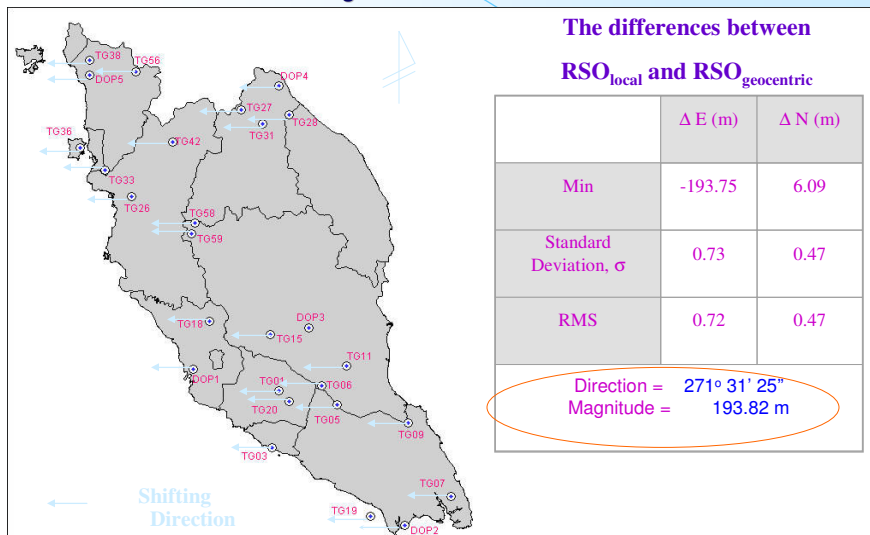 The differences between
RSOlocal and RSOgeocentric
TG38
TG56
DOP5
DOP4
TG27
TG28
TG31
TG36
TG42
TG33
TG26
TG58
TG59
TG18
DOP3
TG15
TG11
DOP1
TG01
TG06
TG20
TG05
TG09
TG03
TG07
TG19
DOP2
Shifting
Direction
Δ E (m) Δ N (m)
Min -193.75 6.09
Standard
Deviation, σ 0.73 0.47
RMS 0.72 0.47
Direction = 271o 31' 25”
Magnitude = 193.82 m